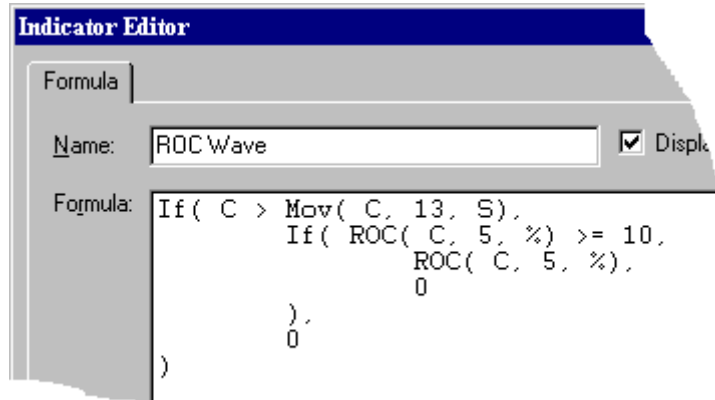 Indicator Editor
Formula
Name: ROC Wave
Formula: If( C > Mov( C, 13, S),
If( ROC( C, 5, %) >= 10,
ROC( C, 5, %),
0
),
0
)